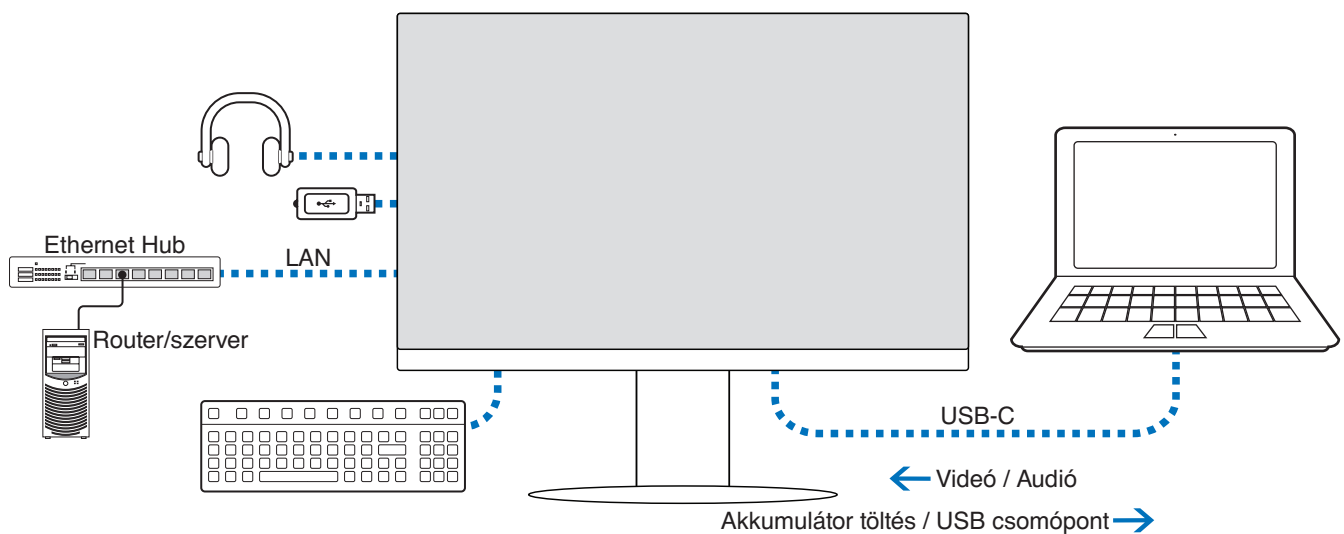 Ethernet Hub
LAN
Router/szerver
USB-C
Videó / Audió
Akkumulátor töltés / USB csomópont